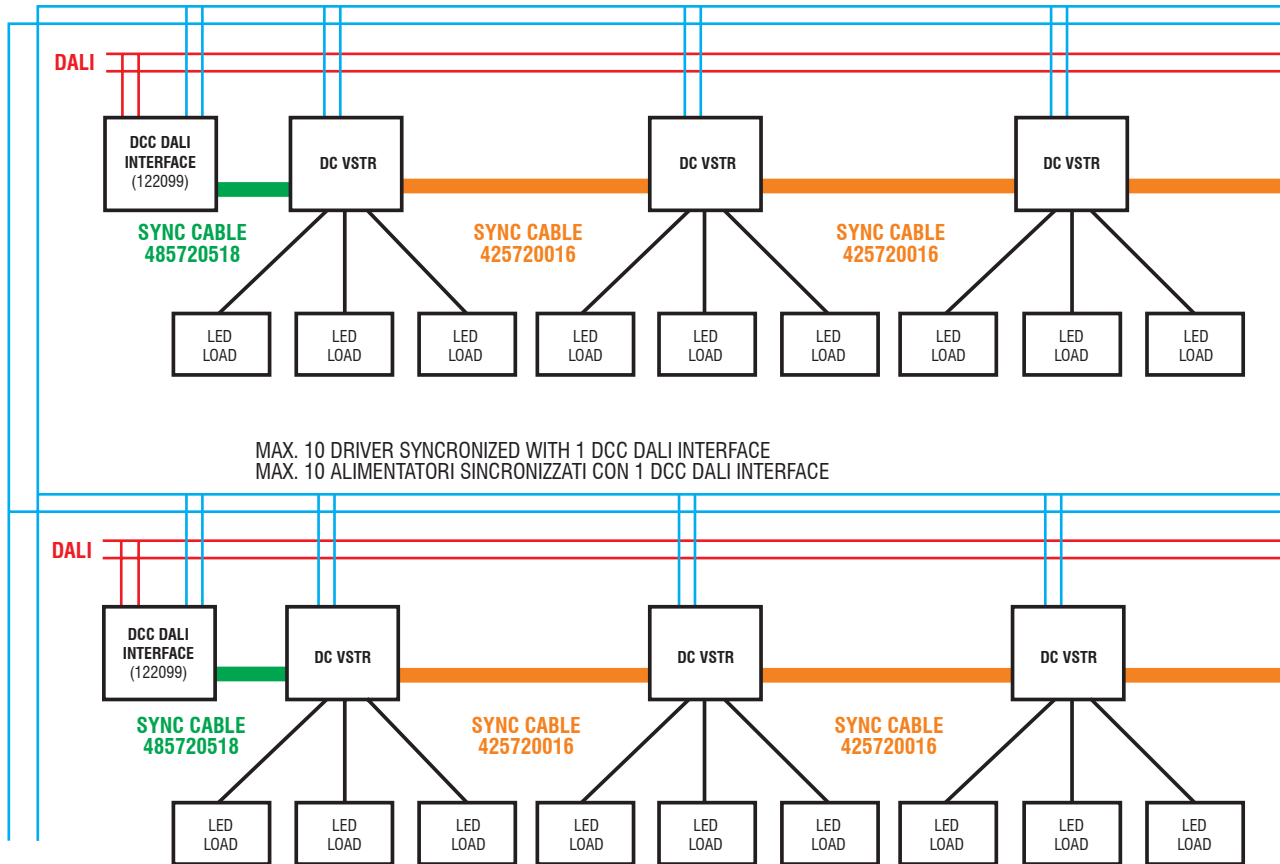 DALI
DCC DALI
INTERFACE
(122099)
DC VSTR
DC VSTR
DC VSTR
SYNC CABLE
485720518
SYNC CABLE
425720016
SYNC CABLE
425720016
LED
LOAD
LED
LOAD
LED
LOAD
LED
LOAD
LED
LOAD
LED
LOAD
LED
LOAD
LED
LOAD
LED
LOAD
MAX. 10 DRIVER SYNCRONIZED WITH 1 DCC DALI INTERFACE
MAX. 10 ALIMENTATORI SINCRONIZZATI CON 1 DCC DALI INTERFACE
DALI
DCC DALI
INTERFACE
(122099)
DC VSTR
DC VSTR
DC VSTR
SYNC CABLE
485720518
SYNC CABLE
425720016
SYNC CABLE
425720016
LED
LOAD
LED
LOAD
LED
LOAD
LED
LOAD
LED
LOAD
LED
LOAD
LED
LOAD
LED
LOAD
LED
LOAD